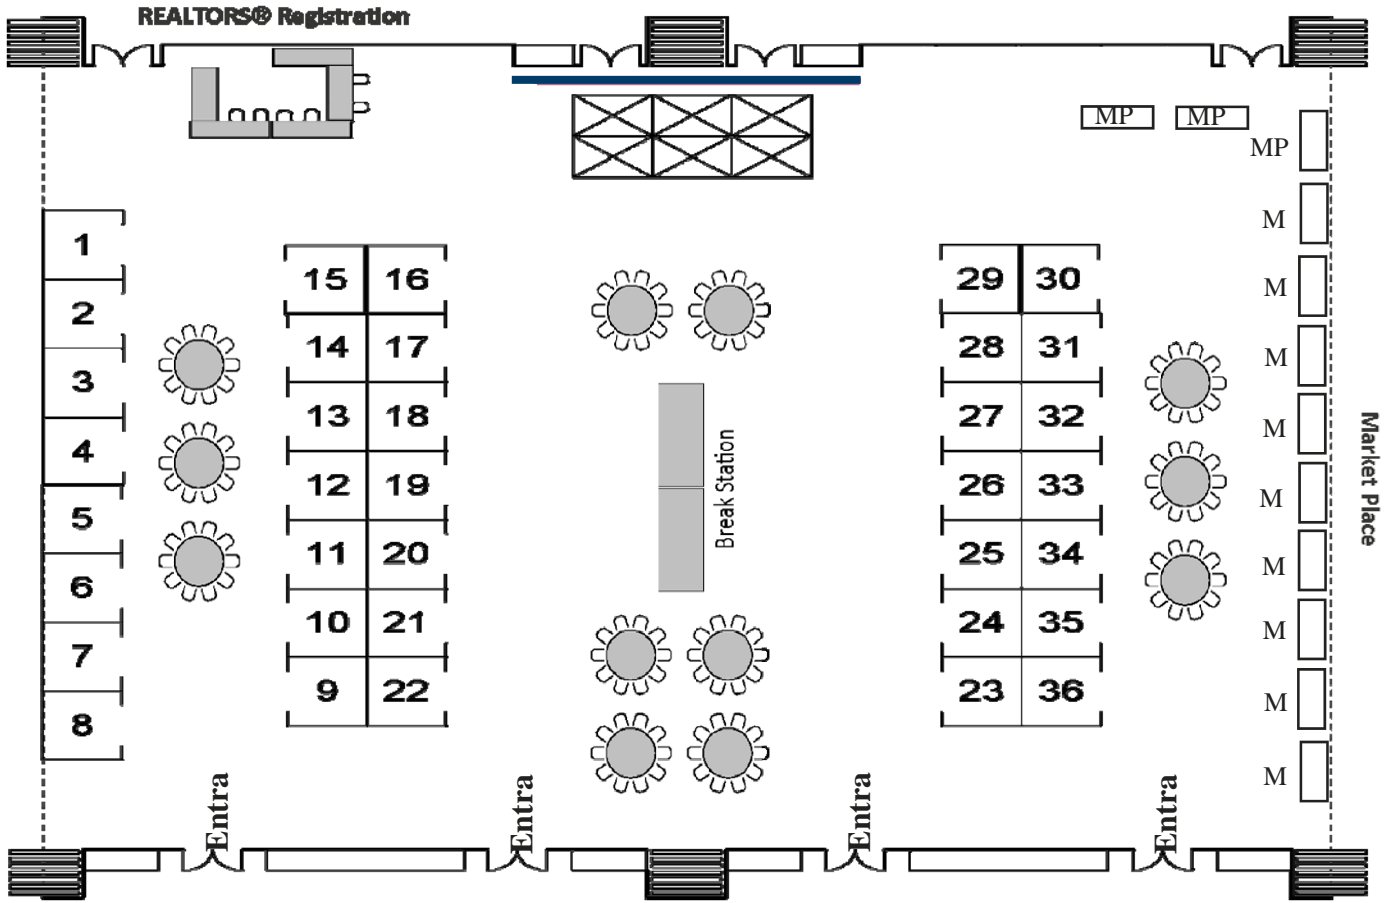 REALTORS® Registration
MP MP
MP
M
M
M
M
M
M
M
M
M
1
2
3
4
5
6
7
8
15 16
14 17
13 18
12 19
11 20
10 21
9 22
Break Station
29 30
28 31
27 32
26 33
25 34
24 35
23 36
Market Place
Entra
Entra
Entra
Entra